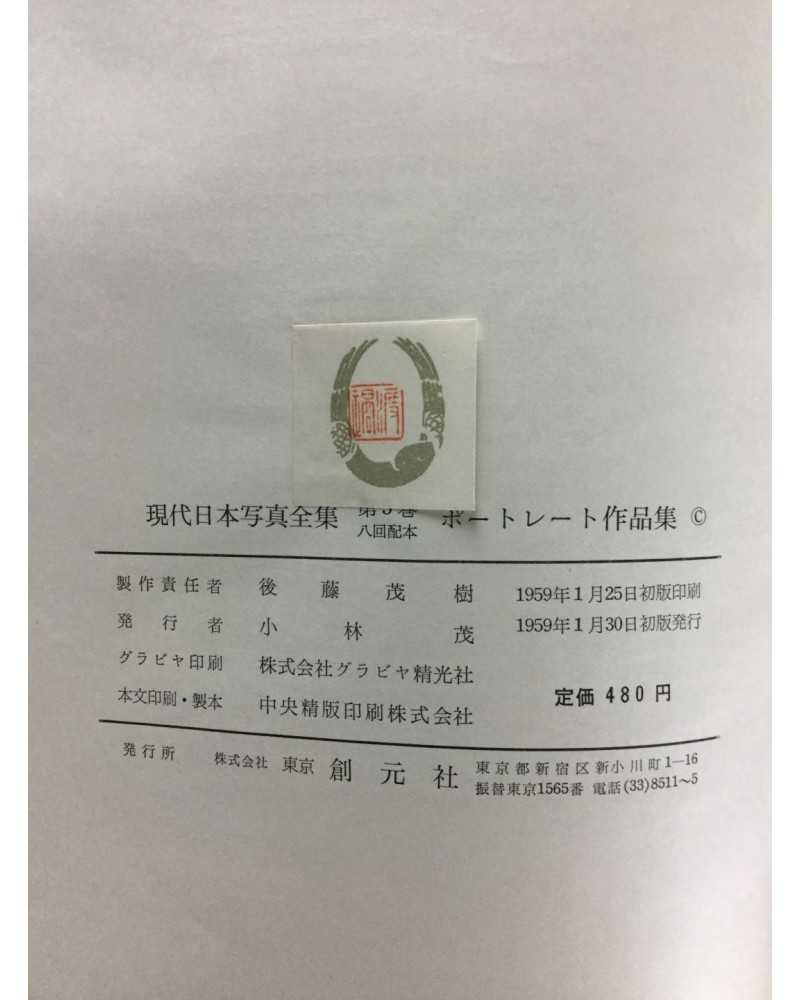 現代日本写真全集 第 巻 ポートレート作品集 ©
八回配本
製作責任者 後藤茂樹 1959年1月25日初版印刷
発行者 小林茂 1959年1月30日初版発行
グラビヤ印刷 株式会社グラビヤ精光社
本文印刷・製本 中央精版印刷株式会社
定価 480円
発行所 株式会社 東京 創元社 東京都新宿区新小川町1—16
振替東京1565番 電話(33)8511〜5